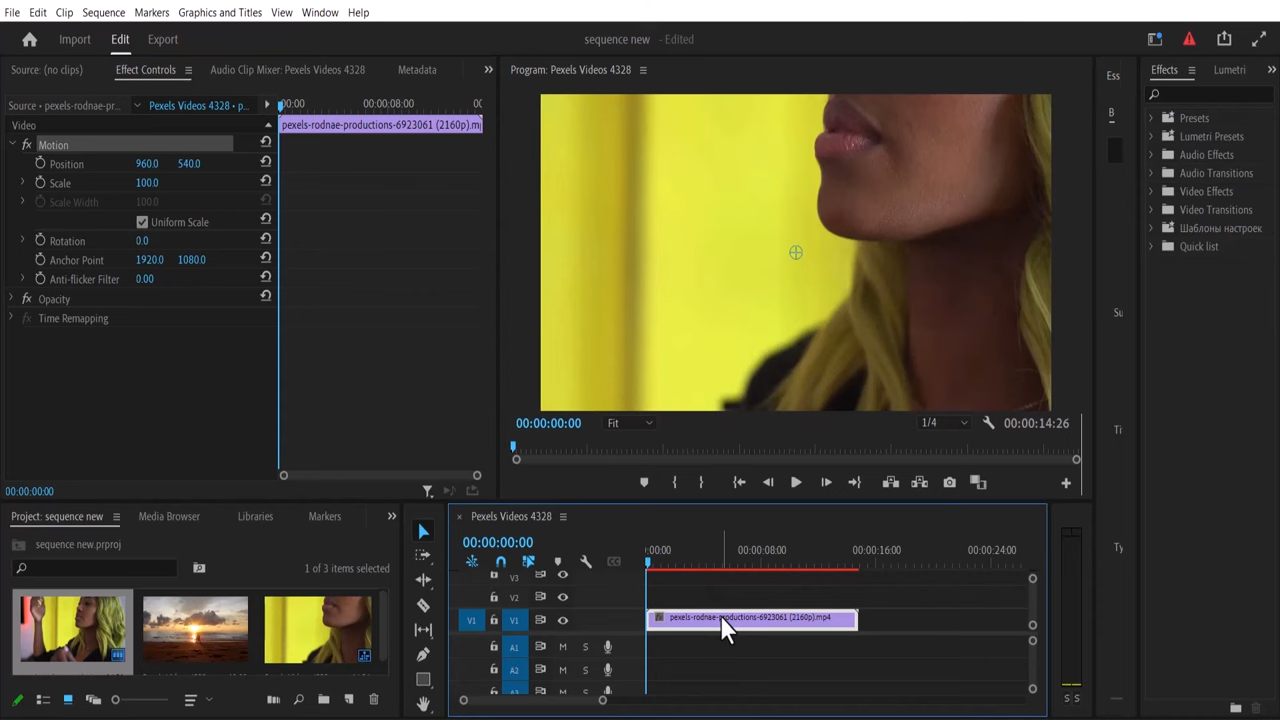 File Edit Clip Sequence Markers Graphics and Titles View Window Help
Import Edit Export
sequence new - Edited
Source: (no clips) Effect Controls Audio Clip Mixer: Pexels Videos 4328 Metadata
Source • pexels-rodnae-pr... Pexels Videos 4328 • p...
00:00 00:00:08:00
Video
pexels-rodnae-productions-6923061 (2160p).m
fx Motion
Position 960.0 540.0
Scale 100.0
Scale Width 100.0
Uniform Scale
Rotation 0.0
Anchor Point 1920.0 1080.0
Anti-flicker Filter 0.00
fx Opacity
Time Remapping
00:00:00:00
Program: Pexels Videos 4328
00:00:00:00 Fit 1/4 00:00:14:26
Ess
B
Su
Ti
Ty
Effects Lumetri
Presets
Lumetri Presets
Audio Effects
Audio Transitions
Video Effects
Video Transitions
Шаблоны настроек
Quick list
Project: sequence new Media Browser Libraries Markers
sequence new.prproj
1 of 3 items selected
× Pexels Videos 4328
00:00:00:00
:00:00 00:00:08:00 00:00:16:00 00:00:24:00
V3
V2
V1 V1
pexels-rodnae-productions-6923061 (2160p).mp4
A1 M S
A2 M S
S S